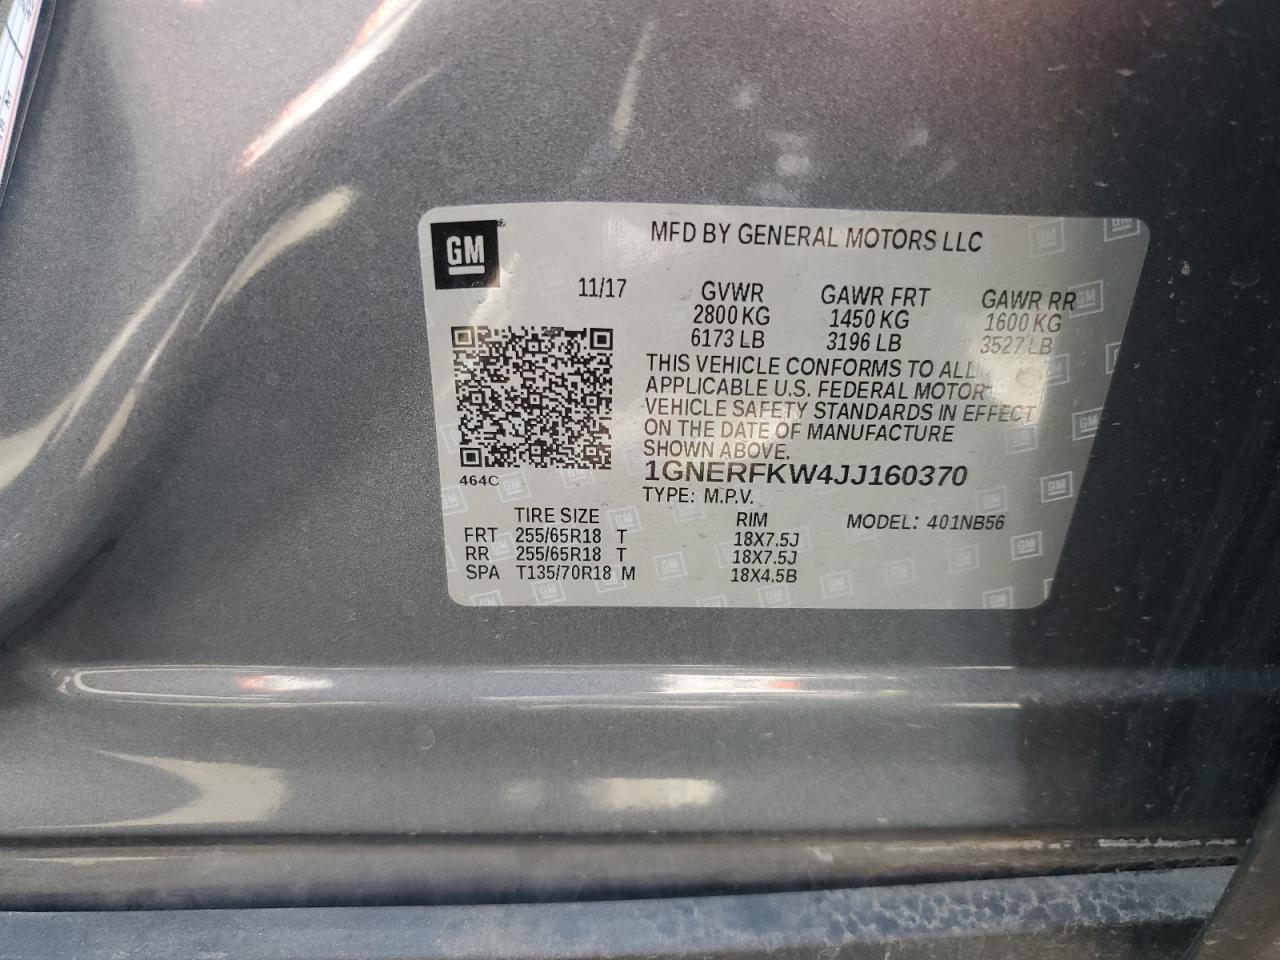 GM
MFD BY GENERAL MOTORS LLC
11/17
GVWR GAWR FRT GAWR RR
2800 KG 1450 KG 1600 KG
6173 LB 3196 LB 3527 LB
THIS VEHICLE CONFORMS TO ALL
APPLICABLE U.S. FEDERAL MOTOR
VEHICLE SAFETY STANDARDS IN EFFECT
ON THE DATE OF MANUFACTURE
SHOWN ABOVE.
464C
1GNERFKW4JJ160370
TYPE: M.P.V.
TIRE SIZE RIM MODEL: 401NB56
FRT 255/65R18 T 18X7.5J
RR 255/65R18 T 18X7.5J
SPA T135/70R18 M 18X4.5B